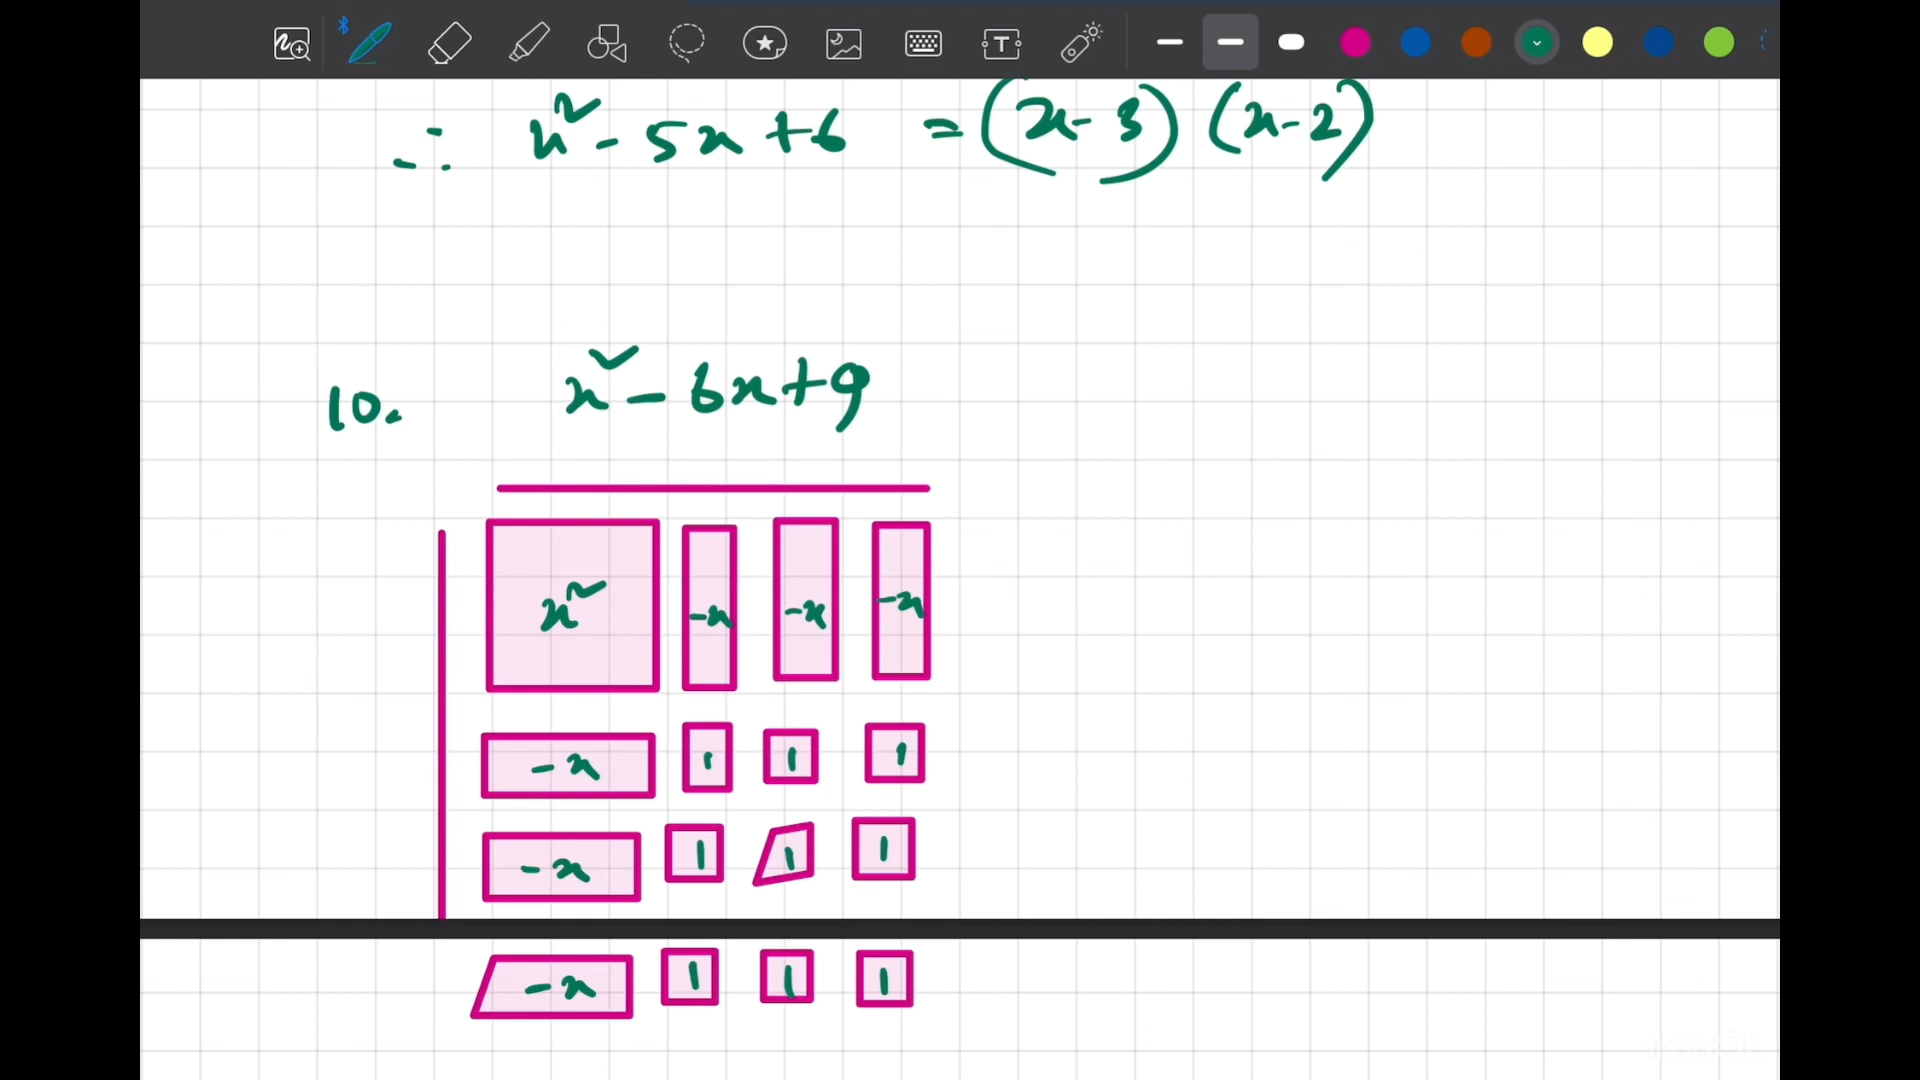 ∴ x² - 5x + 6 = (x - 3) (x - 2)
10. x² - 6x + 9
x² -x -x -x
-x 1 1 1
-x 1 1 1
-x 1 1 1